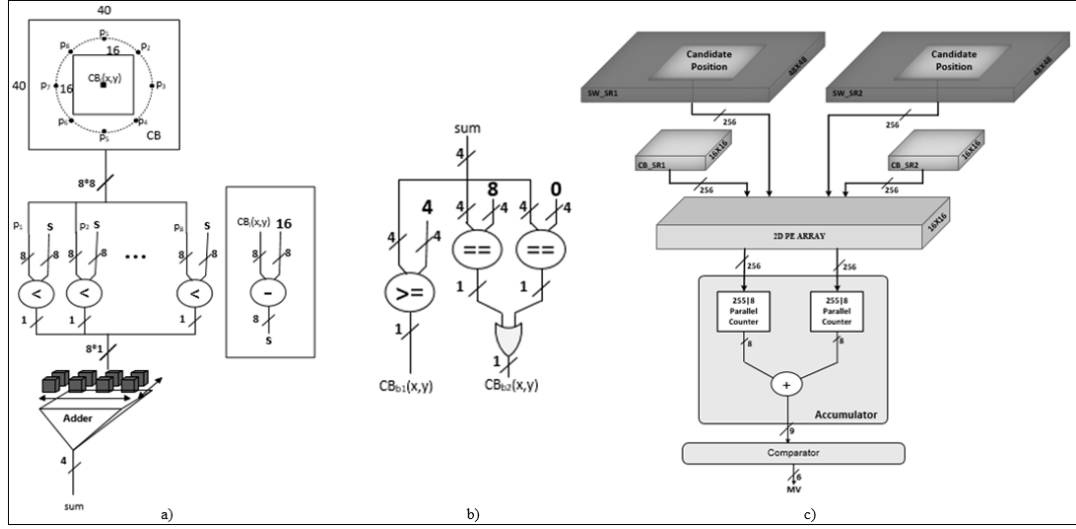 40
40
P₁
P₂
P₃
P₄
P₅
P₆
P₇
P₈
16
16
CBᵢ(x,y)
CB
8*8
P₁ S P₂ S P₈ S
8 8 8 8 8 8
< < <
1 1 1
CBᵢ(x,y) 16
8 8
-
8
S
8*1
Adder
4
sum
a)
sum
4
4 8 0
4 4 4 4 4 4
>= == ==
1 1 1
1
CB_b1(x,y) CB_b2(x,y)
b)
Candidate
Position
SW_SR1
48X48
Candidate
Position
SW_SR2
48X48
256 256
CB_SR1
16X16
CB_SR2
16X16
256 256
2D PE ARRAY
16X16
256 256
255|8
Parallel
Counter
255|8
Parallel
Counter
8 8
+
Accumulator
9
Comparator
6
MV
c)